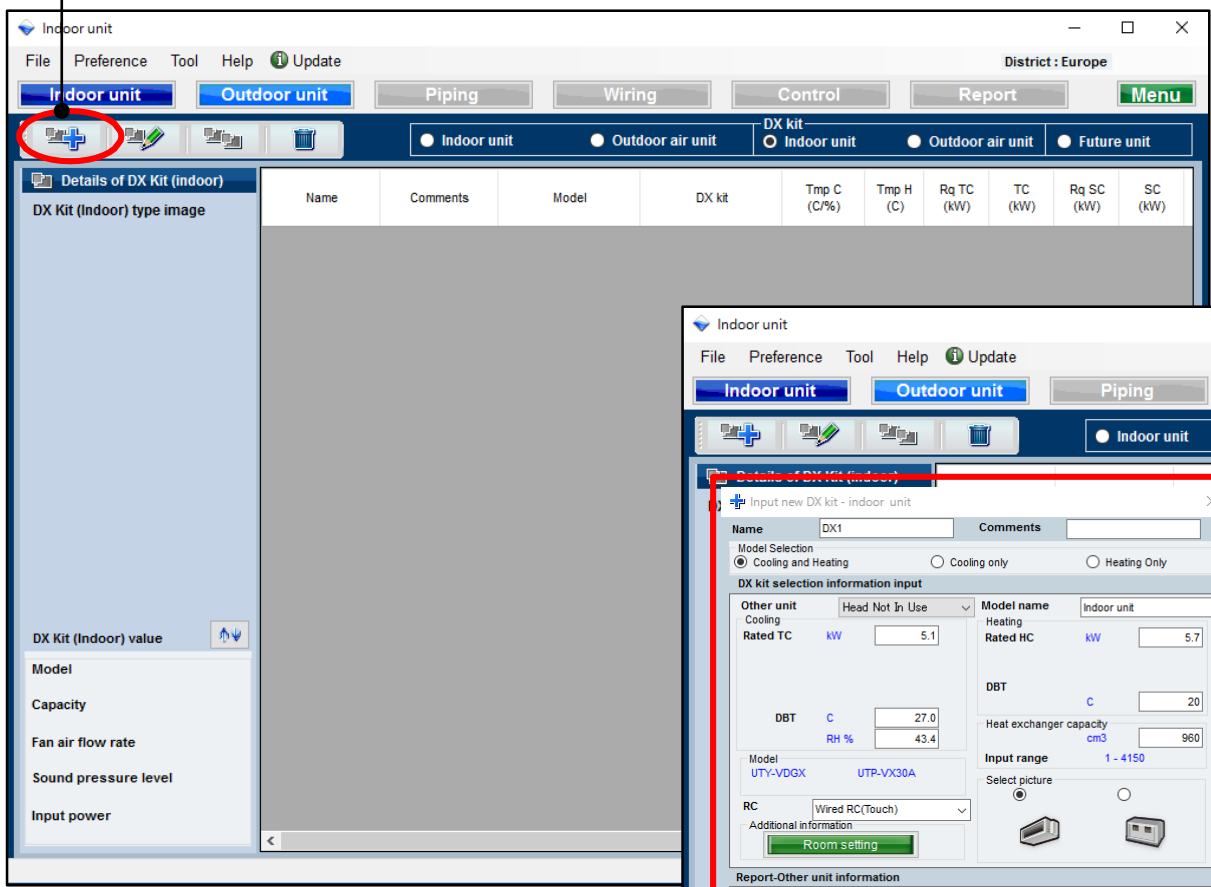 Indoor unit
File Preference Tool Help Update District : Europe
Indoor unit Outdoor unit Piping Wiring Control Report Menu
DX kit
Indoor unit Outdoor air unit Indoor unit Outdoor air unit Future unit
Details of DX Kit (indoor)
DX Kit (Indoor) type image
Name Comments Model DX kit Tmp C (C/%) Tmp H (C) Rq TC (kW) TC (kW) Rq SC (kW) SC (kW)
DX Kit (Indoor) value
Model
Capacity
Fan air flow rate
Sound pressure level
Input power
Indoor unit
File Preference Tool Help Update
Indoor unit Outdoor unit Piping
Indoor unit
Details of DX Kit (indoor)
Input new DX kit - indoor unit
Name DX1 Comments
Model Selection
Cooling and Heating Cooling only Heating Only
DX kit selection information input
Other unit Head Not In Use Model name Indoor unit
Cooling Heating
Rated TC kW 5.1 Rated HC kW 5.7
DBT
C 20
DBT C 27.0
Heat exchanger capacity
RH % 43.4 cm3 960
Input range 1 - 4150
Model
UTY-VDGX UTP-VX30A
Select picture
RC Wired RC(Touch)
Additional information
Room setting
Report-Other unit information